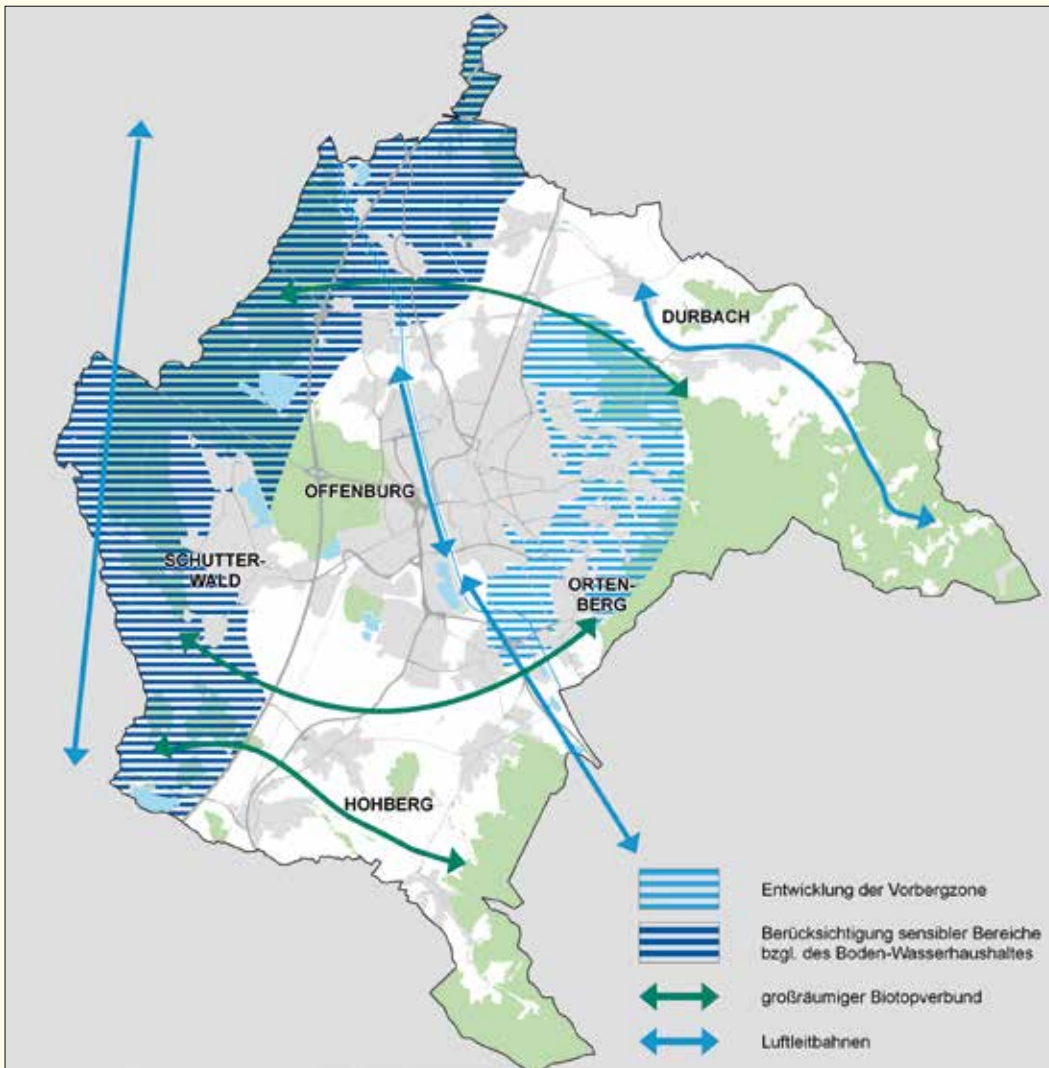 DURBACH
OFFENBURG
SCHUTTER-
WALD
ORTEN-
BERG
HOHBERG
Entwicklung der Vorbergzone
Berücksichtigung sensibler Bereiche
bzgl. des Boden-Wasserhaushaltes
großräumiger Biotopverbund
Luftleitbahnen